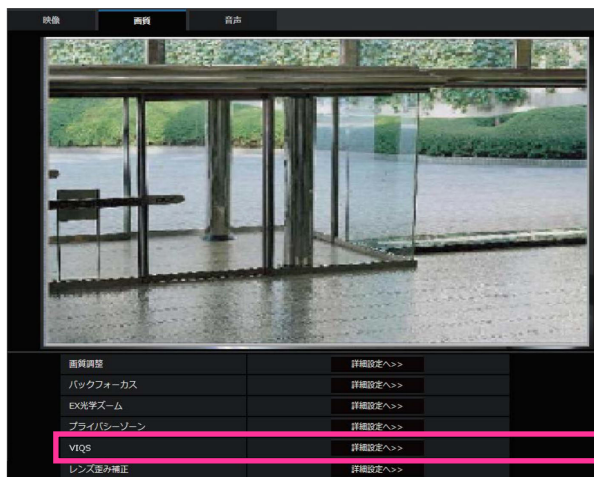 映像 画質 音声
画質調整 詳細設定へ>>
バックフォーカス 詳細設定へ>>
EX光学ズーム 詳細設定へ>>
プライバシーゾーン 詳細設定へ>>
VIQS 詳細設定へ>>
レンズ歪み補正 詳細設定へ>>